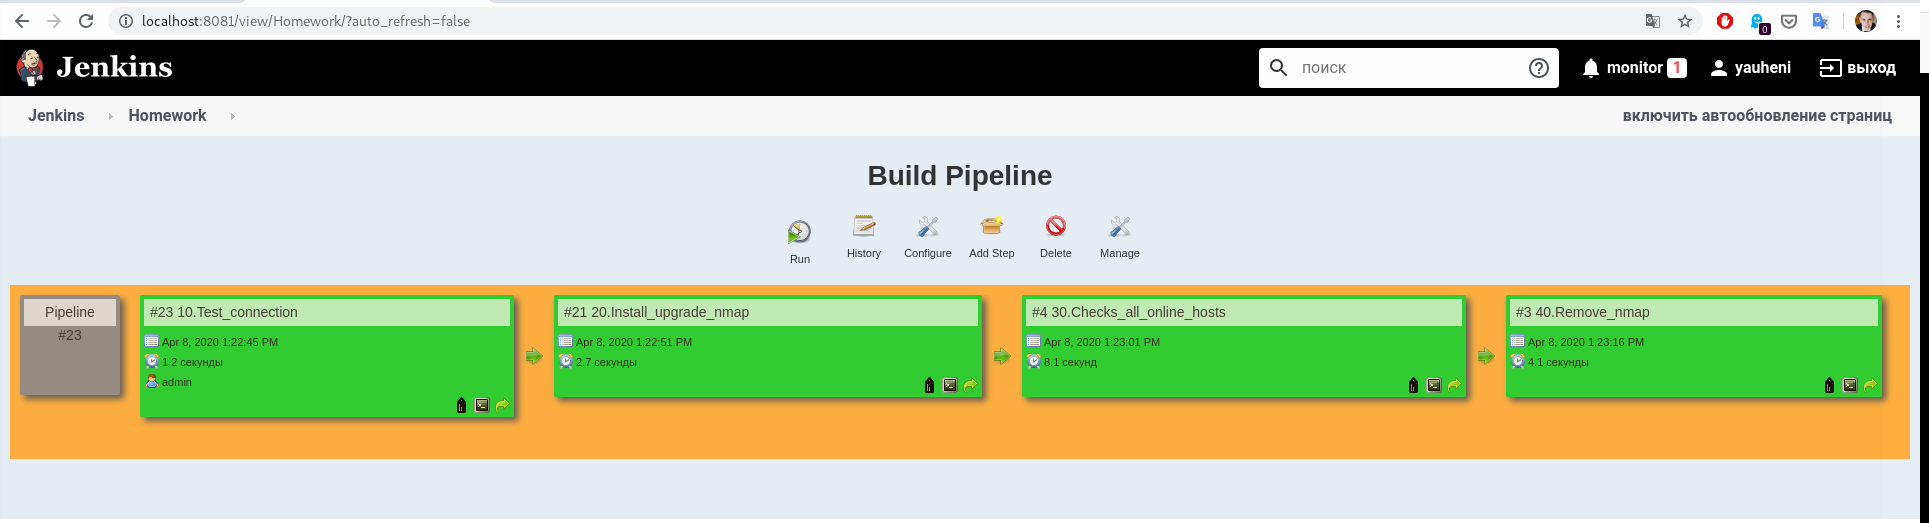 localhost:8081/view/Homework/?auto_refresh=false
0
Jenkins
поиск
monitor 1
yauheni
выход
Jenkins
Homework
включить автообновление страниц
Build Pipeline
Run
History
Configure
Add Step
Delete
Manage
Pipeline
#23
#23 10.Test_connection
Apr 8, 2020 1:22:45 PM
1.2 секунды
admin
#21 20.Install_upgrade_nmap
Apr 8, 2020 1:22:51 PM
2.7 секунды
#4 30.Checks_all_online_hosts
Apr 8, 2020 1:23:01 PM
8.1 секунд
#3 40.Remove_nmap
Apr 8, 2020 1:23:16 PM
4.1 секунды